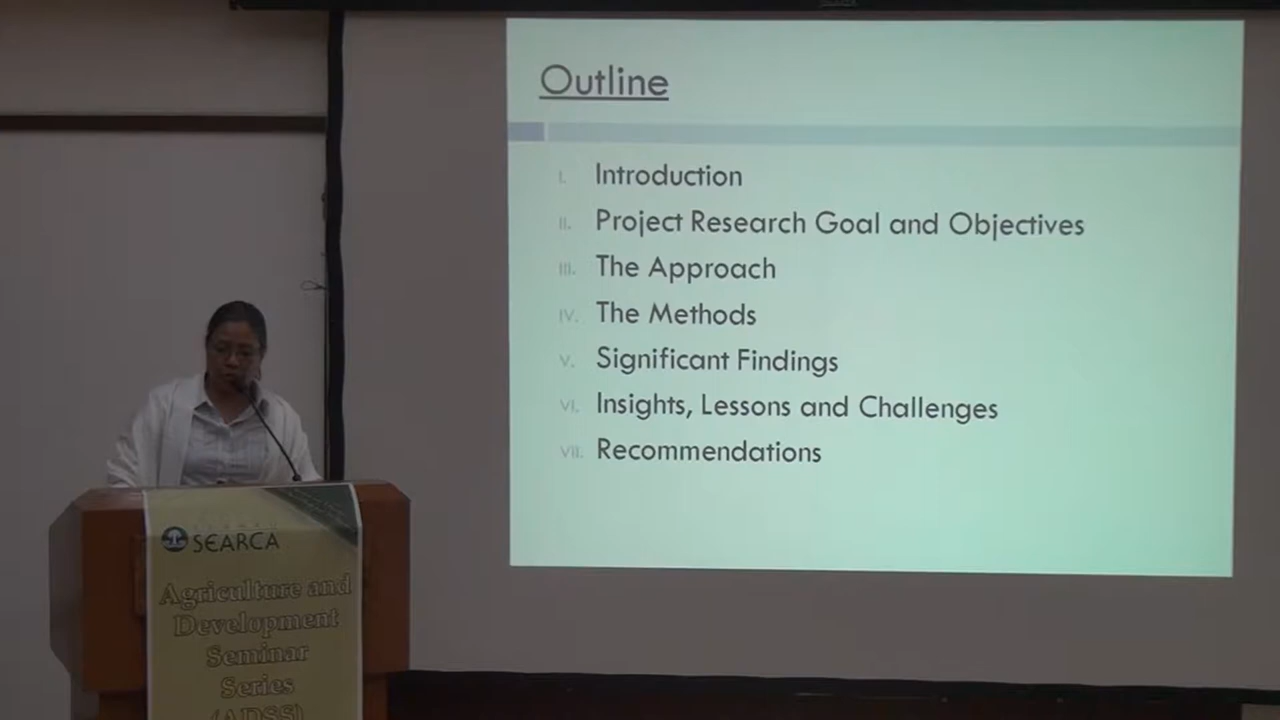 Outline
I. Introduction
II. Project Research Goal and Objectives
III. The Approach
IV. The Methods
V. Significant Findings
VI. Insights, Lessons and Challenges
VII. Recommendations
SEARCA
Agriculture and
Development
Seminar
Series
(ADSS)